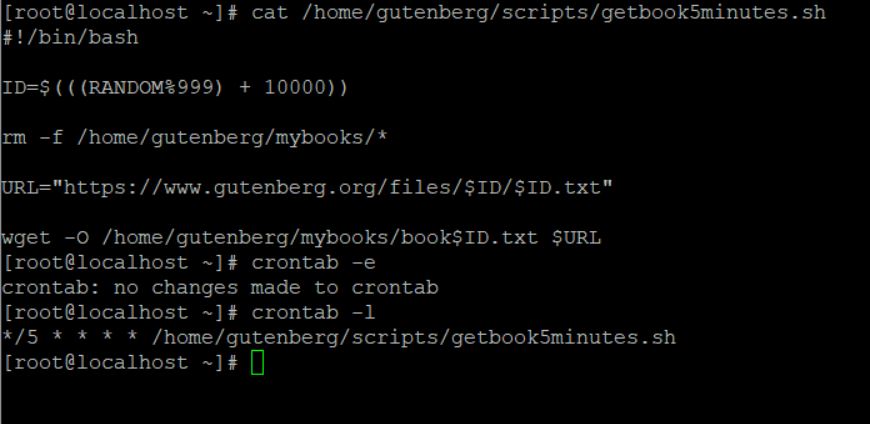 [root@localhost ~]# cat /home/gutenberg/scripts/getbook5minutes.sh
#!/bin/bash
ID=$(((RANDOM%999) + 10000))
rm -f /home/gutenberg/mybooks/*
URL="https://www.gutenberg.org/files/$ID/$ID.txt"
wget -O /home/gutenberg/mybooks/book$ID.txt $URL
[root@localhost ~]# crontab -e
crontab: no changes made to crontab
[root@localhost ~]# crontab -l
*/5 * * * * /home/gutenberg/scripts/getbook5minutes.sh
[root@localhost ~]#